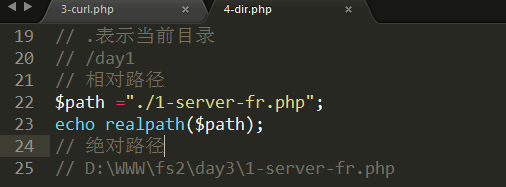 3-curl.php × 4-dir.php ×
19 // .表示当前目录
20 // /day1
21 // 相对路径
22 $path ="./1-server-fr.php";
23 echo realpath($path);
24 // 绝对路径
25 // D:\WWW\fs2\day3\1-server-fr.php